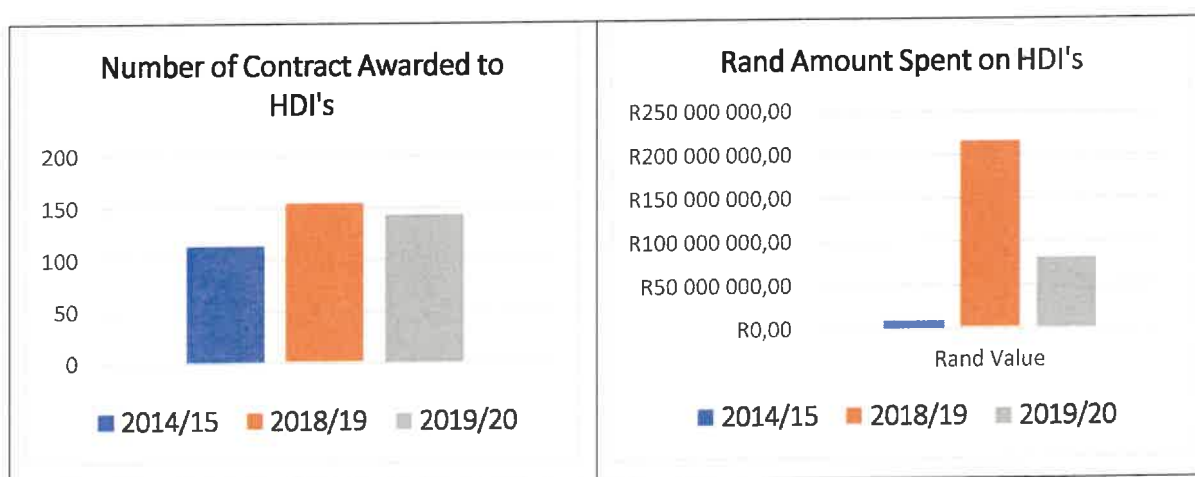 Number of Contract Awarded to
HDI's
200
150
100
50
0
2014/15 2018/19 2019/20
Rand Amount Spent on HDI's
R250 000 000,00
R200 000 000,00
R150 000 000,00
R100 000 000,00
R50 000 000,00
R0,00
Rand Value
2014/15 2018/19 2019/20